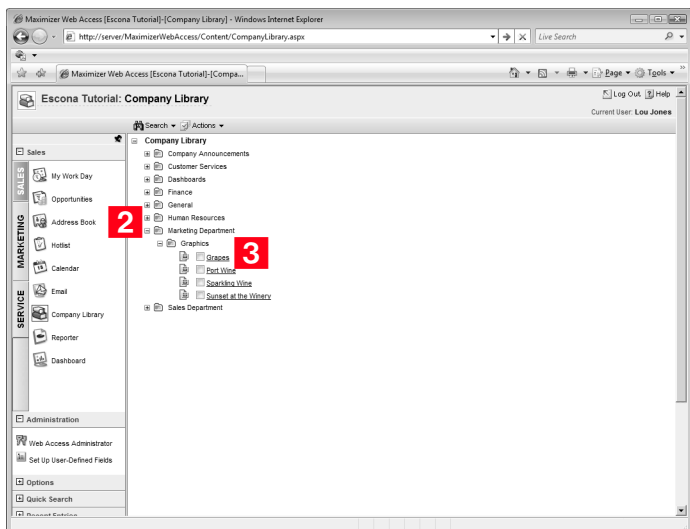 Maximizer Web Access [Escona Tutorial]-[Company Library] - Windows Internet Explorer
http://server/MaximizerWebAccess/Content/CompanyLibrary.aspx
Live Search
Maximizer Web Access [Escona Tutorial]-[Compa...
Page
Tools
Escona Tutorial: Company Library
Log Out
Help
Current User: Lou Jones
Search
Actions
Sales
SALES
MARKETING
SERVICE
My Work Day
Opportunities
Address Book
Hotlist
Calendar
Email
Company Library
Reporter
Dashboard
Administration
Web Access Administrator
Set Up User-Defined Fields
Options
Quick Search
Recent Entries
Company Library
Company Announcements
Customer Services
Dashboards
Finance
General
Human Resources
2
Marketing Department
Graphics
3
Grapes
Port Wine
Sparkling Wine
Sunset at the Winery
Sales Department